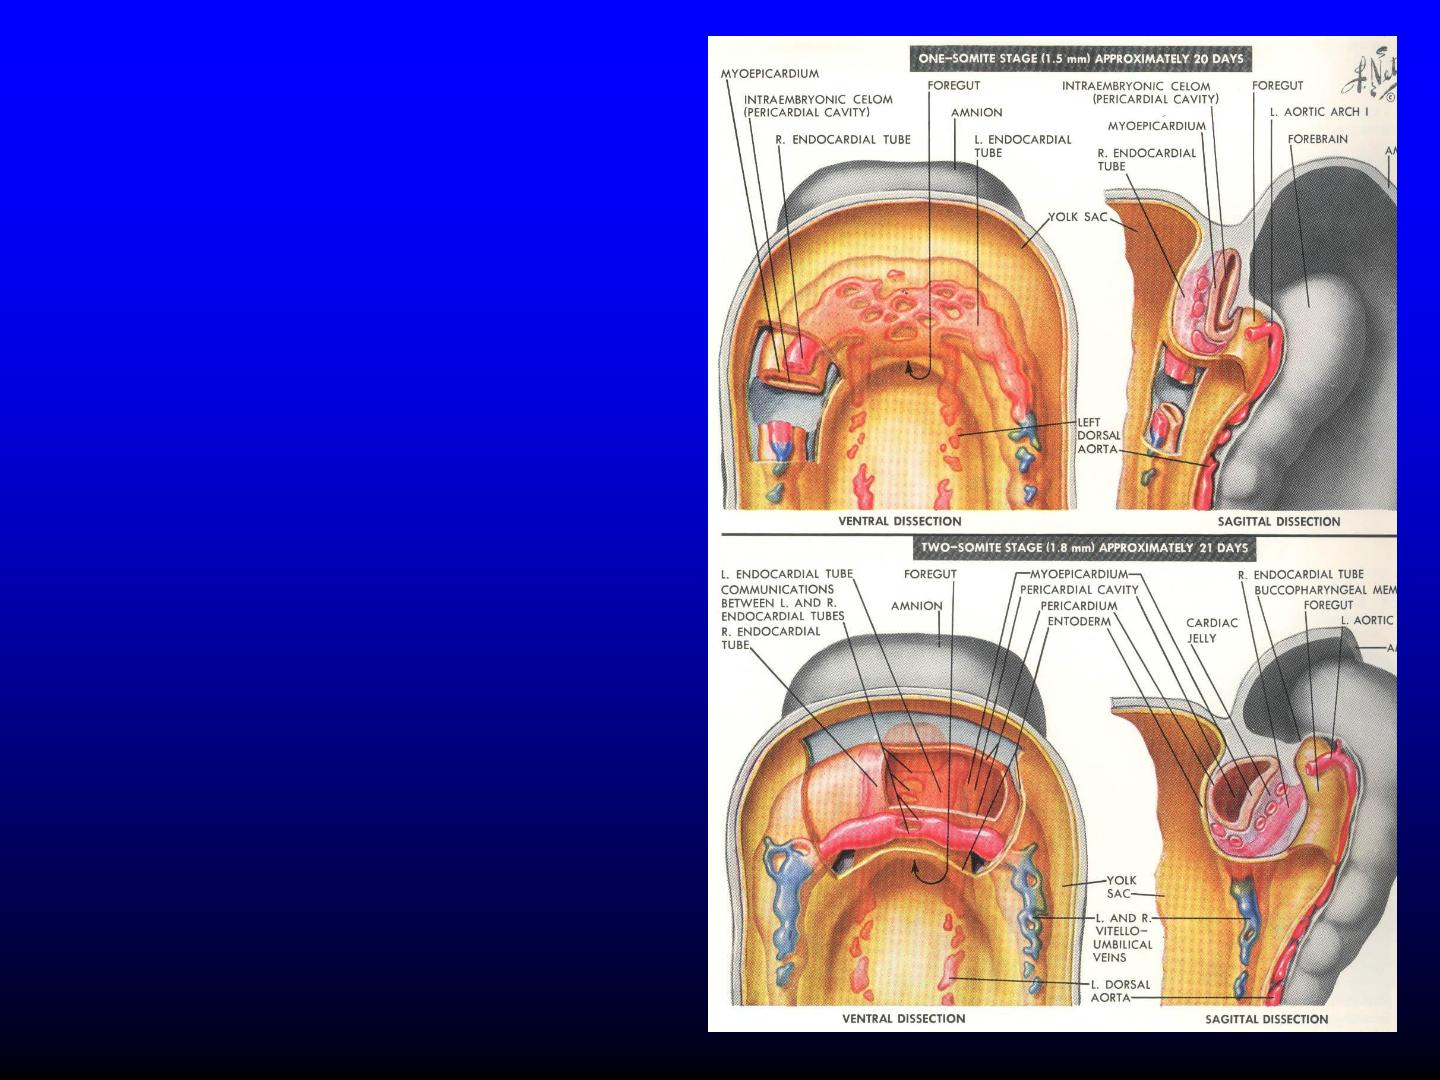 ONE–SOMITE STAGE (1.5 mm) APPROXIMATELY 20 DAYS
MYOEPICARDIUM
INTRAEMBRYONIC CELOM
(PERICARDIAL CAVITY)
R. ENDOCARDIAL TUBE
FOREGUT
AMNION
L. ENDOCARDIAL
TUBE
INTRAEMBRYONIC CELOM
(PERICARDIAL CAVITY)
MYOEPICARDIUM
R. ENDOCARDIAL
TUBE
FOREGUT
L. AORTIC ARCH I
FOREBRAIN
YOLK SAC
LEFT
DORSAL
AORTA
VENTRAL DISSECTION
SAGITTAL DISSECTION
TWO–SOMITE STAGE (1.8 mm) APPROXIMATELY 21 DAYS
L. ENDOCARDIAL TUBE
COMMUNICATIONS
BETWEEN L. AND R.
ENDOCARDIAL TUBES
R. ENDOCARDIAL
TUBE
FOREGUT
AMNION
MYOEPICARDIUM
PERICARDIAL CAVITY
PERICARDIUM
ENTODERM
CARDIAC
JELLY
R. ENDOCARDIAL TUBE
BUCCOPHARYNGEAL MEM
FOREGUT
L. AORTIC
YOLK
SAC
L. AND R.
VITELLO–
UMBILICAL
VEINS
L. DORSAL
AORTA
VENTRAL DISSECTION
SAGITTAL DISSECTION